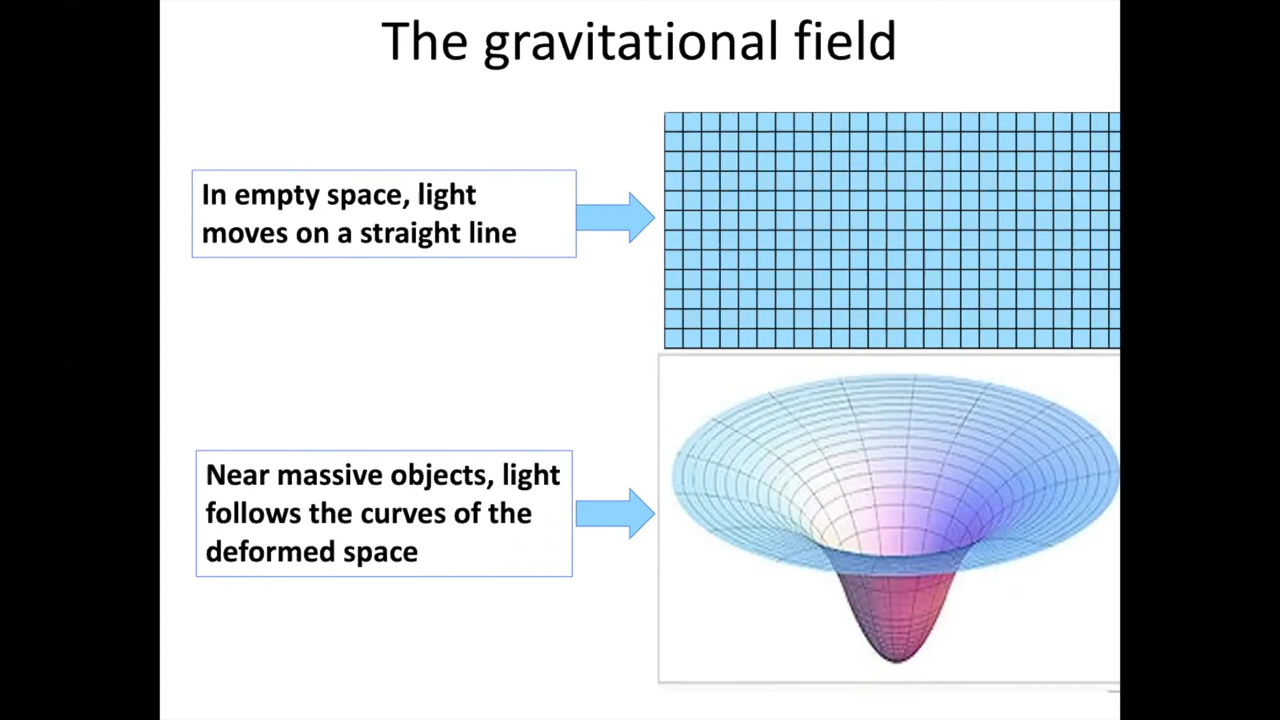 The gravitational field
In empty space, light
moves on a straight line
Near massive objects, light
follows the curves of the
deformed space